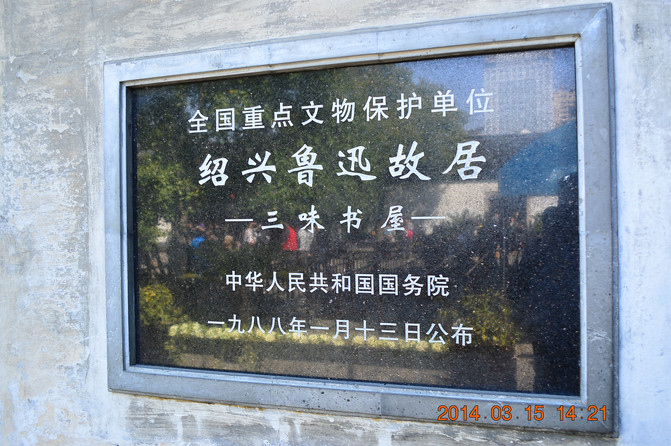 全国重点文物保护单位
绍兴鲁迅故居
—三味书屋—
中华人民共和国国务院
一九八八年一月十三日公布
2014.03.15 14:21